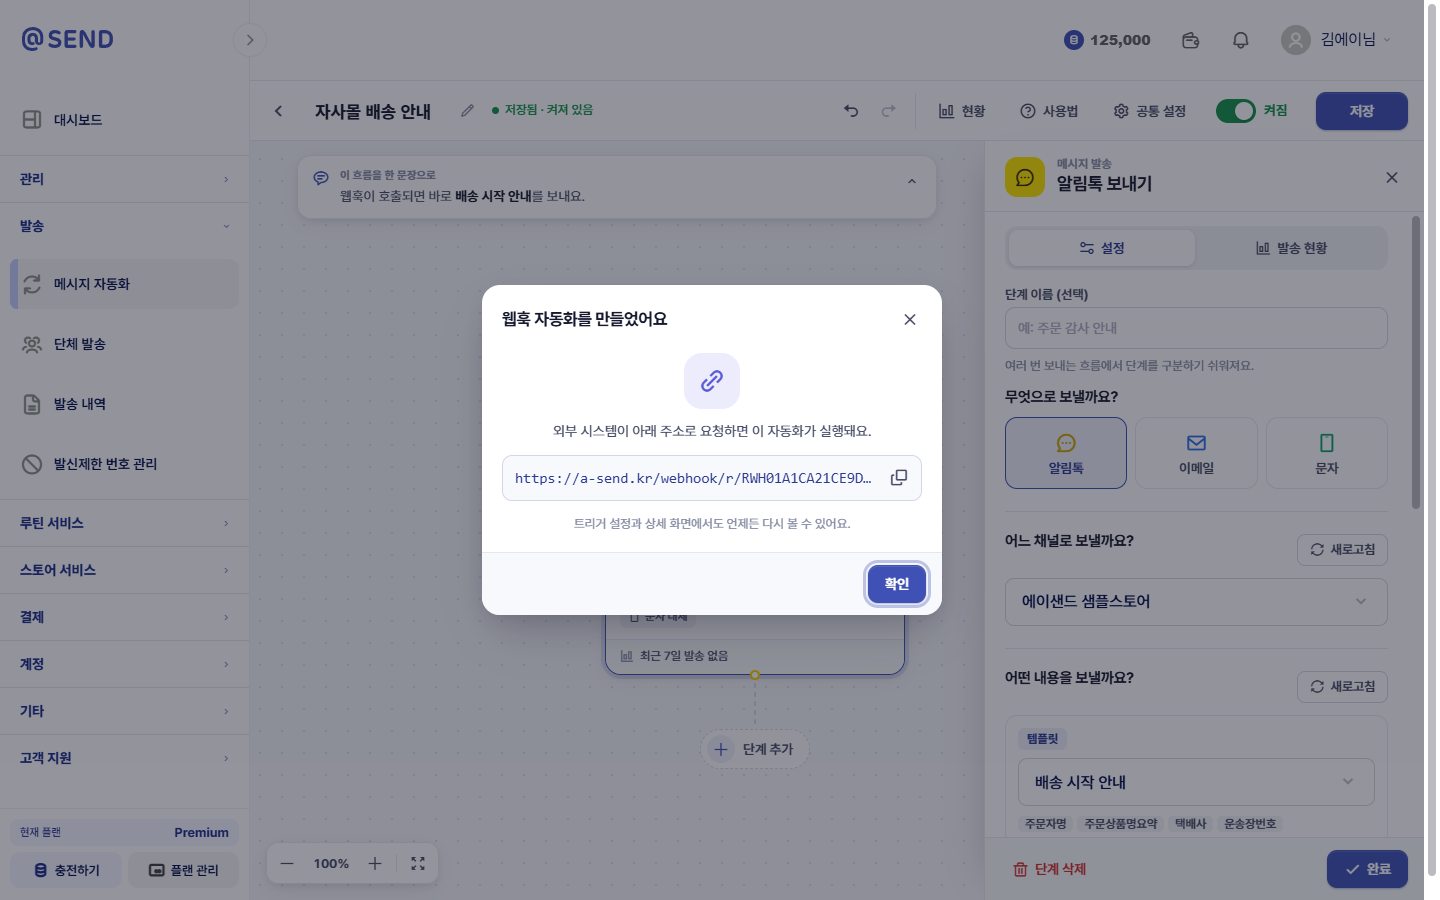 @SEND
125,000
김에이님
대시보드
관리
발송
메시지 자동화
단체 발송
발송 내역
발신제한 번호 관리
루틴 서비스
스토어 서비스
결제
계정
기타
고객 지원
현재 플랜
Premium
충전하기
플랜 관리
자사몰 배송 안내
저장됨 · 켜져 있음
현황
사용법
공통 설정
켜짐
저장
이 흐름을 한 문장으로
웹훅이 호출되면 바로 배송 시작 안내를 보내요.
웹훅 자동화를 만들었어요
외부 시스템이 아래 주소로 요청하면 이 자동화가 실행돼요.
https://a-send.kr/webhook/r/RWH01A1CA21CE9D…
트리거 설정과 상세 화면에서도 언제든 다시 볼 수 있어요.
확인
최근 7일 발송 없음
단계 추가
100%
메시지 발송
알림톡 보내기
설정
발송 현황
단계 이름 (선택)
예: 주문 감사 안내
여러 번 보내는 흐름에서 단계를 구분하기 쉬워져요.
무엇으로 보낼까요?
알림톡
이메일
문자
어느 채널로 보낼까요?
새로고침
에이샌드 샘플스토어
어떤 내용을 보낼까요?
새로고침
템플릿
배송 시작 안내
주문자명
주문상품명요약
택배사
운송장번호
단계 삭제
완료